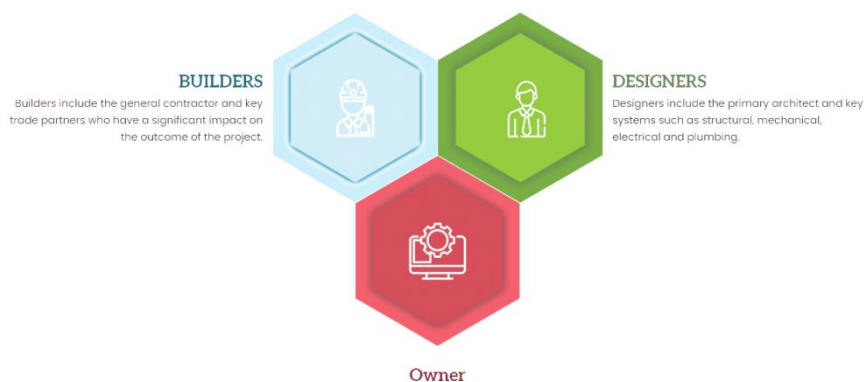 BUILDERS
Builders include the general contractor and key
trade partners who have a significant impact on
the outcome of the project.
DESIGNERS
Designers include the primary architect and key
systems such as structural, mechanical,
electrical and plumbing.
Owner